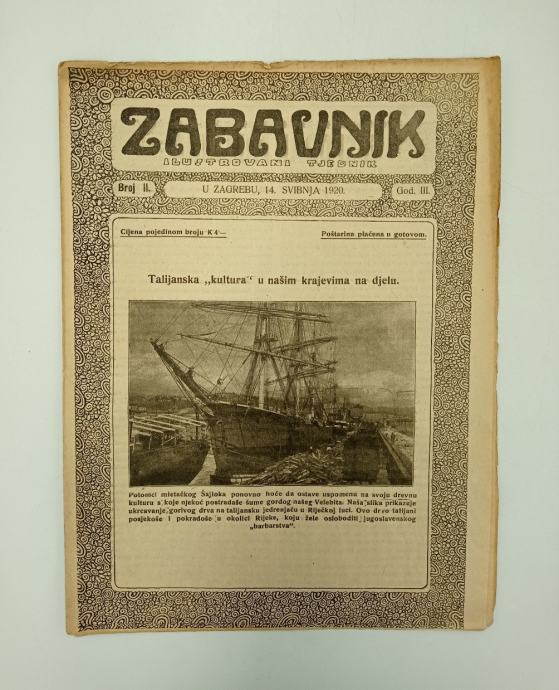 ZABAVNIK
ILUSTROVANI TJEDNIK
Broj 11.
U ZAGREBU, 14. SVIBNJA 1920.
God. III.
Cijena pojedinom broju K 4·—
Poštarina plaćena u gotovom.
Talijanska „kultura“ u našim krajevima na djelu.
Potomci mletačkog Šajloka ponovno hoće da ostave uspomena na svoju drevnu
kulturu s koje njekoć postradaše šume gordog našeg Velebita. Naša slika prikazuje
ukrcavanje gorivog drva na talijansku jedrenjaču u Riječkoj luci. Ovo drvo talijani
posjekoše i pokradoše u okolici Rijeke, koju žele osloboditi jugoslavenskog
„barbarstva“.